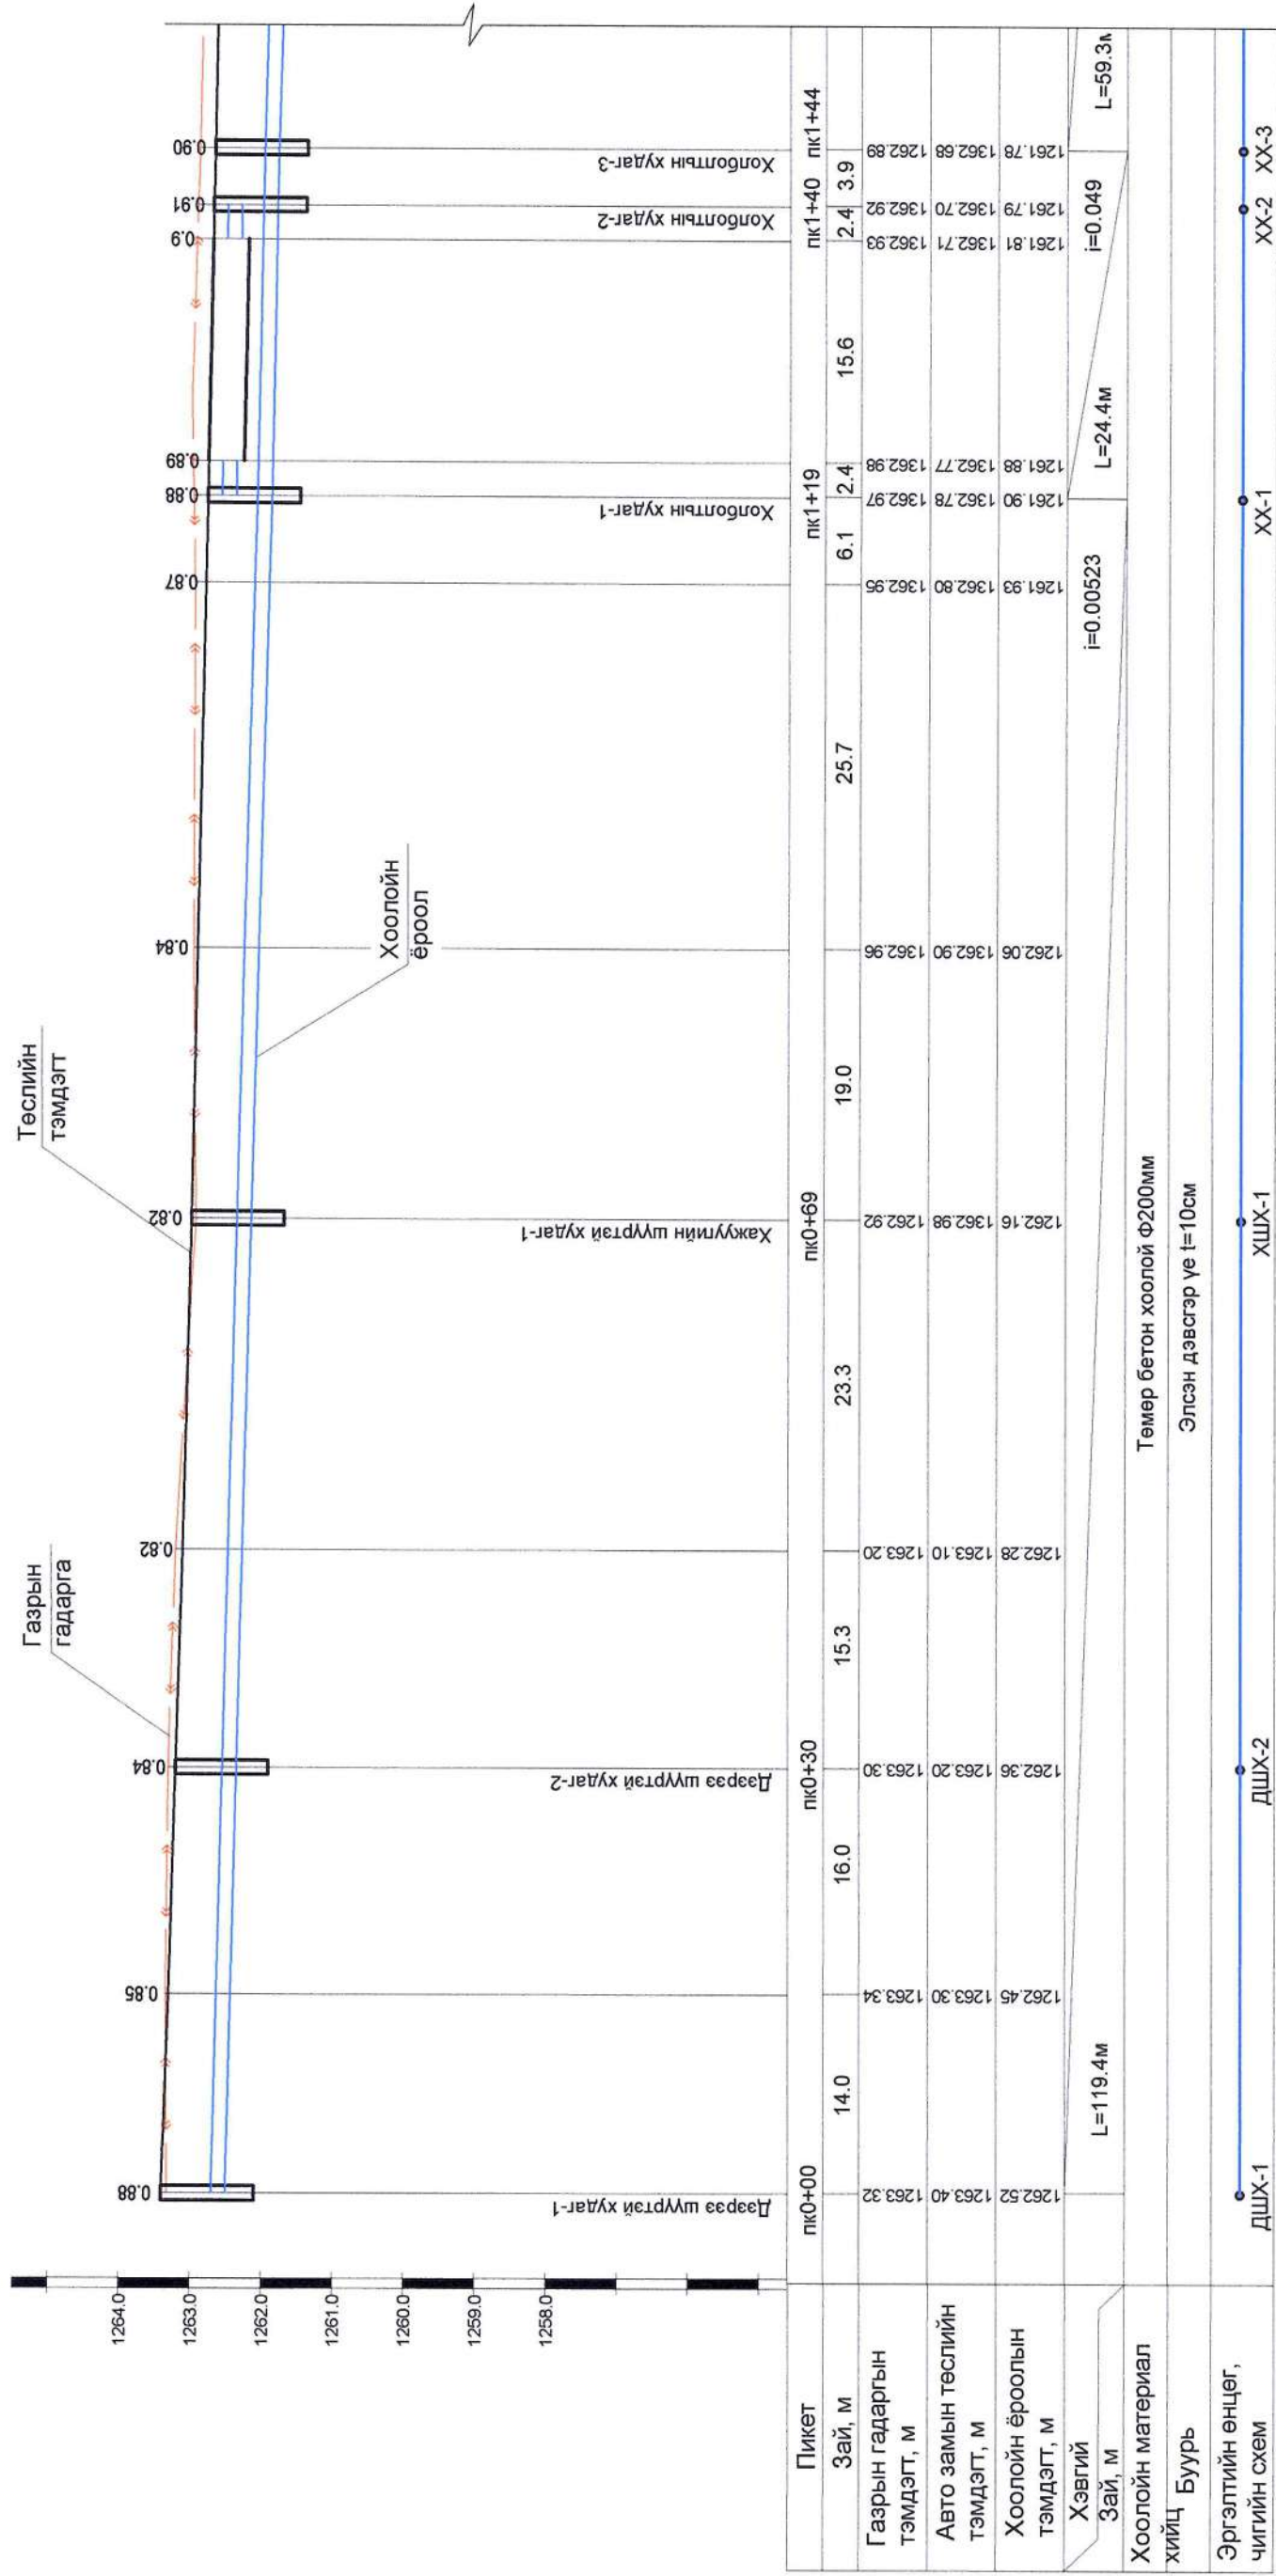 Газрын
гадарга
Төслийн
тэмдэгт
Хоолойн
ёроол
1264.0
1263.0
1262.0
1261.0
1260.0
1259.0
1258.0
0.88
0.85
0.84
0.82
0.82
0.84
0.87
0.88
0.89
0.9
0.91
0.90
Дээрээ шүүртэй худаг-1
Дээрээ шүүртэй худаг-2
Хажуугийн шүүртэй худаг-1
Холболтын худаг-1
Холболтын худаг-2
Холболтын худаг-3
Пикет
пк0+00 пк0+30 пк0+69 пк1+19 пк1+40 пк1+44
Зай, м
14.0 16.0 15.3 23.3 19.0 25.7 6.1 2.4 15.6 2.4 3.9
Газрын гадаргын
тэмдэгт, м
1263.32 1263.34 1263.30 1263.20 1262.92 1362.96 1362.95 1362.97 1362.98 1362.93 1362.92 1262.89
Авто замын төслийн
тэмдэгт, м
1263.40 1263.30 1263.20 1263.10 1362.98 1362.90 1362.80 1362.78 1362.77 1362.71 1362.70 1362.68
Хоолойн ёроолын
тэмдэгт, м
1262.52 1262.45 1262.36 1262.28 1262.16 1262.06 1261.93 1261.90 1261.88 1261.81 1261.79 1261.78
Хэвгий
Зай, м
L=119.4м i=0.00523 L=24.4м i=0.049 L=59.3м
Хоолойн материал
Төмөр бетон хоолой Ф200мм
хийц Буурь
Элсэн дэвсгэр үе t=10см
Эргэлтийн өнцөг,
чигийн схем
ДШХ-1 ДШХ-2 ХШХ-1 ХХ-1 ХХ-2 ХХ-3